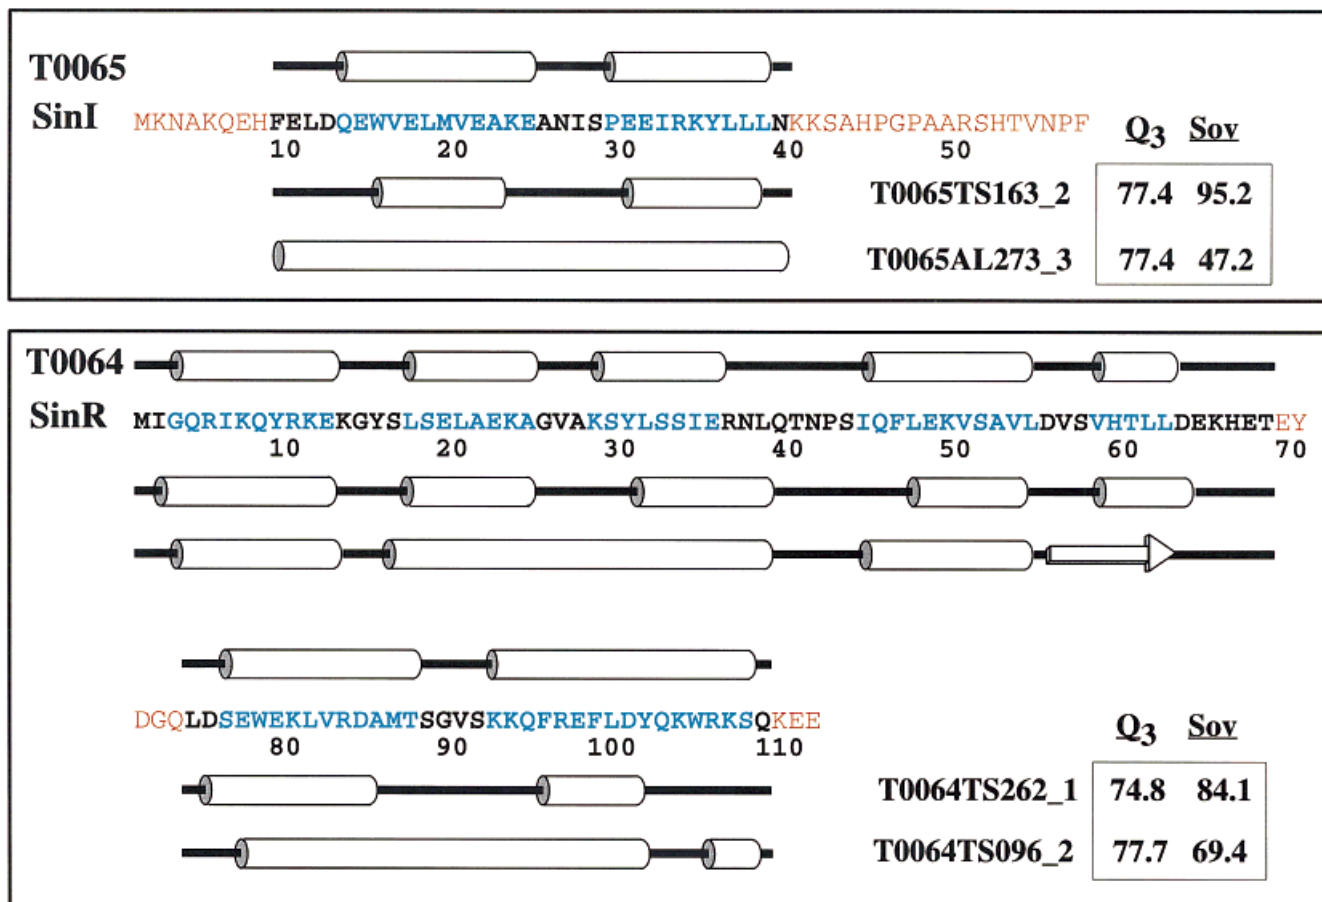 T0065
SinI MKNAKQEHFELDQEWVELMVEAKEANISPEEIRKYLLLNKKSAHPGPAARSHTVNPF
10 20 30 40 50
Q3 Sov
T0065TS163_2 77.4 95.2
T0065AL273_3 77.4 47.2
T0064
SinR MIGQRIKQYRKEKGYSLSELAEKAGVAKSYLSSIERNLQTNPSIQFLEKVSAVLDVSVHTLLDEKHETEY
10 20 30 40 50 60 70
DGQLDSEWEKLVRDAMTSGVSKKQFREFLDYQKWRKSQKEE
80 90 100 110
Q3 Sov
T0064TS262_1 74.8 84.1
T0064TS096_2 77.7 69.4